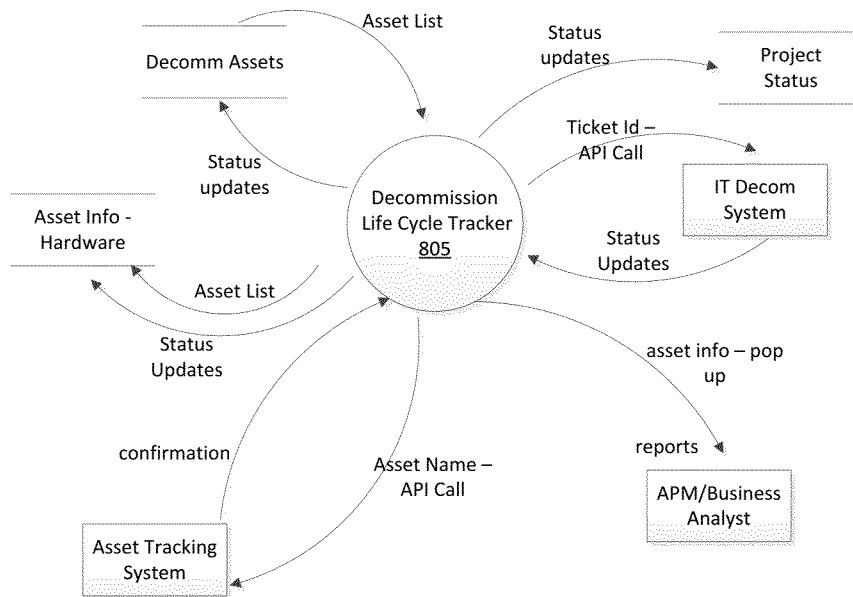 Asset List
Decomm Assets
Status
updates
Project
Status
Ticket Id –
API Call
Status
updates
IT Decom
System
Decommission
Life Cycle Tracker
805
Asset Info -
Hardware
Status
Updates
Asset List
Status
Updates
asset info – pop
up
confirmation
reports
Asset Name –
API Call
APM/Business
Analyst
Asset Tracking
System